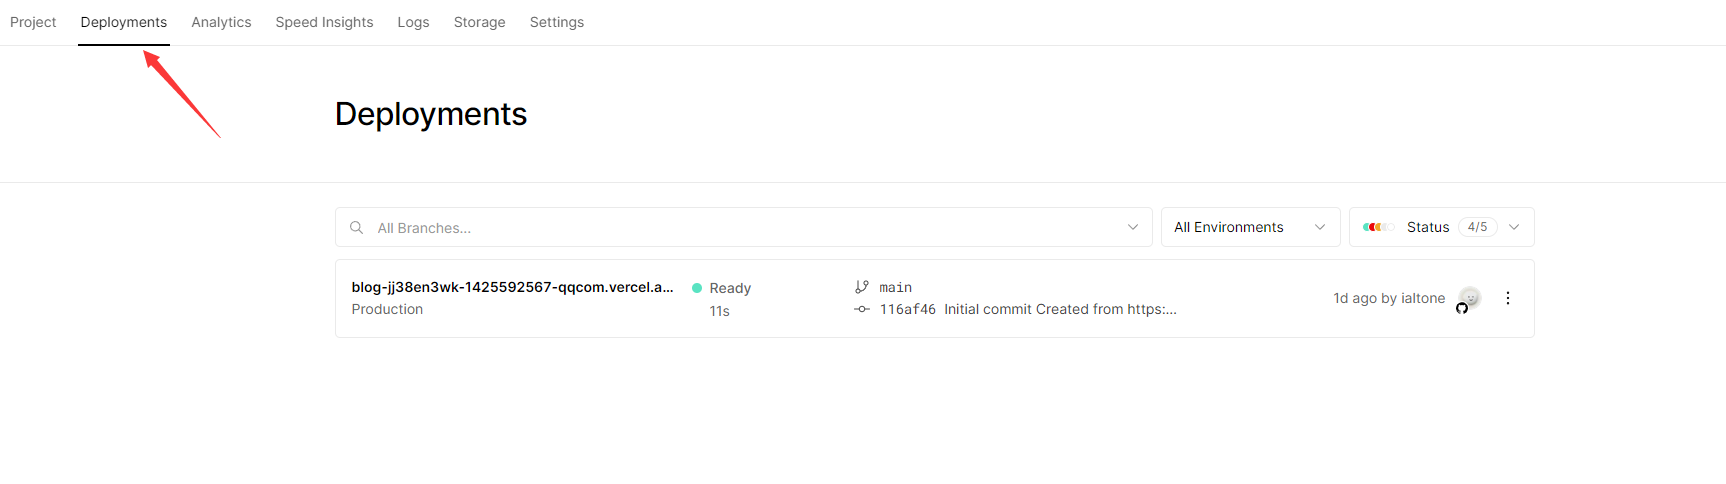 Project Deployments Analytics Speed Insights Logs Storage Settings
Deployments
All Branches... All Environments Status 4/5
blog-jj38en3wk-1425592567-qqcom.vercel.a... Ready main
Production 11s 116af46 Initial commit Created from https:... 1d ago by ialtone